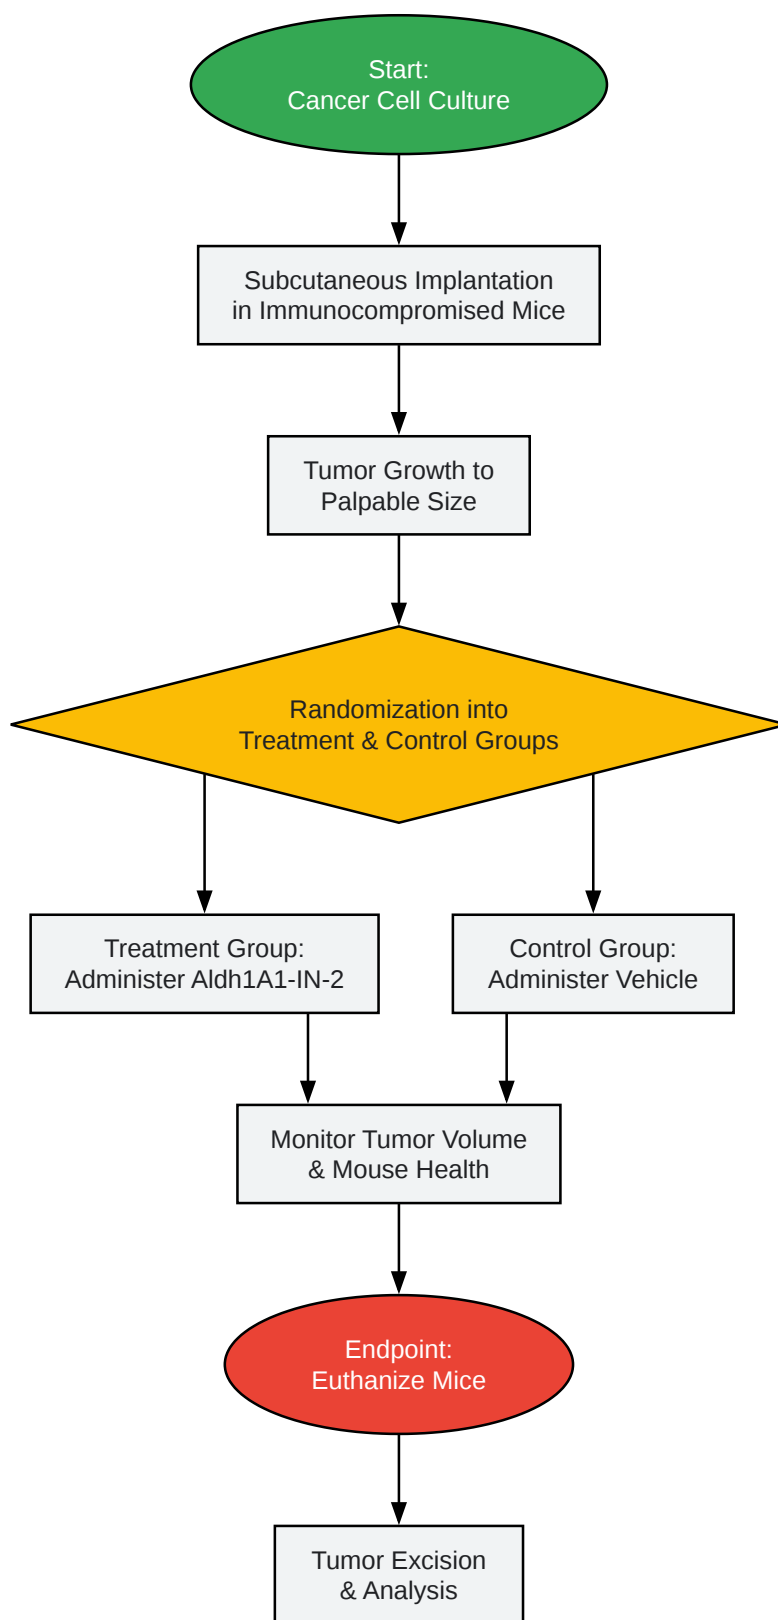 Start:
Cancer Cell Culture
Subcutaneous Implantation
in Immunocompromised Mice
Tumor Growth to
Palpable Size
Randomization into
Treatment & Control Groups
Treatment Group:
Administer Aldh1A1-IN-2
Control Group:
Administer Vehicle
Monitor Tumor Volume
& Mouse Health
Endpoint:
Euthanize Mice
Tumor Excision
& Analysis